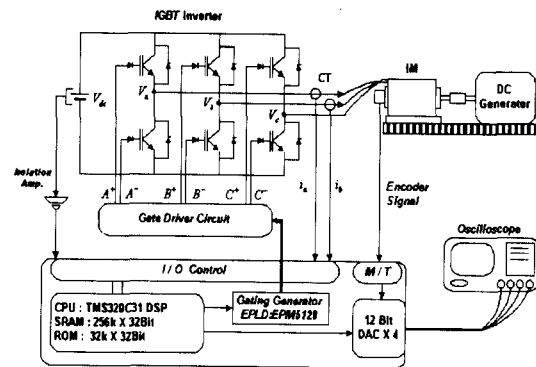 IGBT Inverter
CT
IM
DC
Generator
Vdc
Va
Vb
Vc
Isolation
Amp.
A+ A- B+ B- C+ C-
ia
ib
Encoder
Signal
Gate Driver Circuit
Oscilloscope
I / O Control
M / T
CPU : TMS320C31 DSP
SRAM : 256k X 32Bit
ROM : 32k X 32Bit
Gating Generator
EPLD:EPM5128
12 Bit
DAC X 4